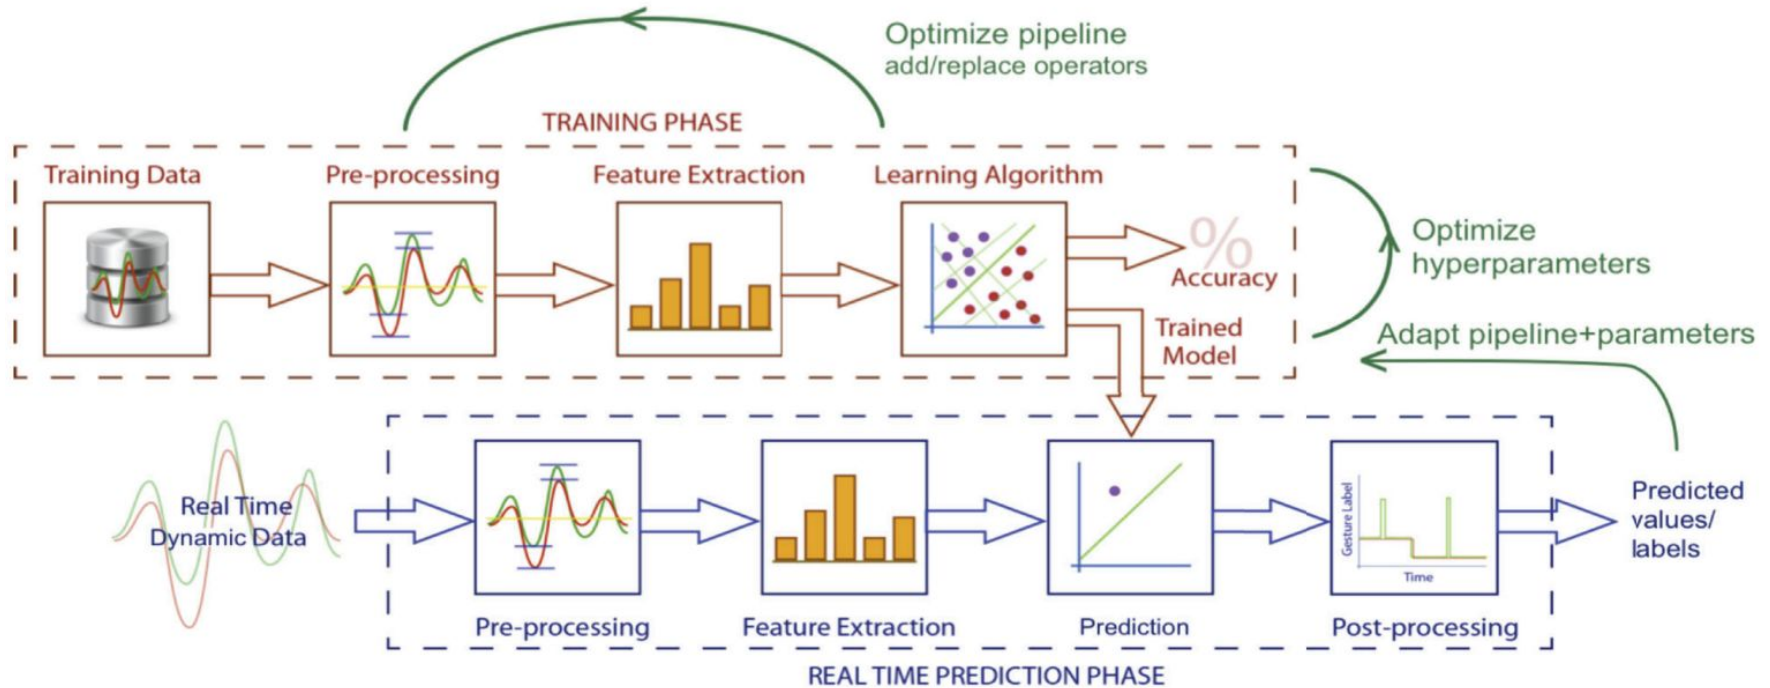 Optimize pipeline
add/replace operators
TRAINING PHASE
Training Data
Pre-processing
Feature Extraction
Learning Algorithm
%
Accuracy
Trained
Model
Optimize
hyperparameters
Adapt pipeline+parameters
Real Time
Dynamic Data
Gesture Label
Time
Predicted
values/
labels
Pre-processing
Feature Extraction
Prediction
Post-processing
REAL TIME PREDICTION PHASE